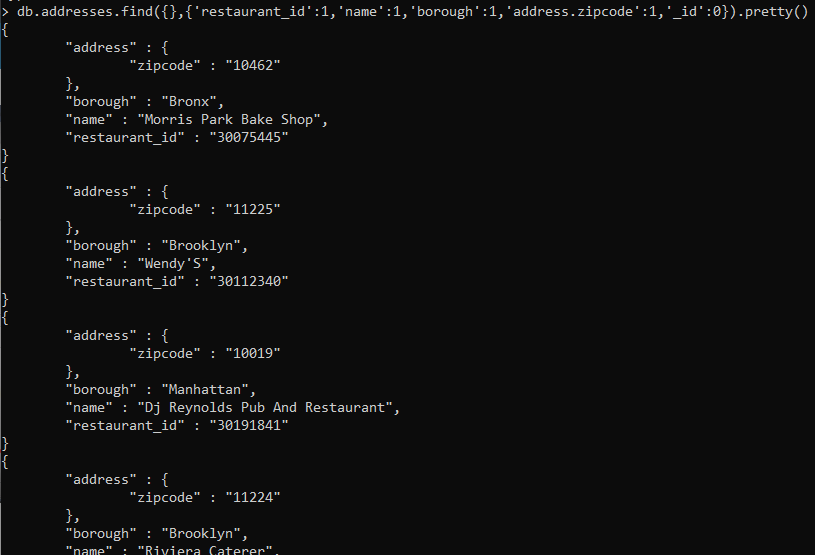 > db.addresses.find({},{'restaurant_id':1,'name':1,'borough':1,'address.zipcode':1,'_id':0}).pretty()
{
"address" : {
"zipcode" : "10462"
},
"borough" : "Bronx",
"name" : "Morris Park Bake Shop",
"restaurant_id" : "30075445"
}
{
"address" : {
"zipcode" : "11225"
},
"borough" : "Brooklyn",
"name" : "Wendy'S",
"restaurant_id" : "30112340"
}
{
"address" : {
"zipcode" : "10019"
},
"borough" : "Manhattan",
"name" : "Dj Reynolds Pub And Restaurant",
"restaurant_id" : "30191841"
}
{
"address" : {
"zipcode" : "11224"
},
"borough" : "Brooklyn",
"name" : "Riviera Caterer",